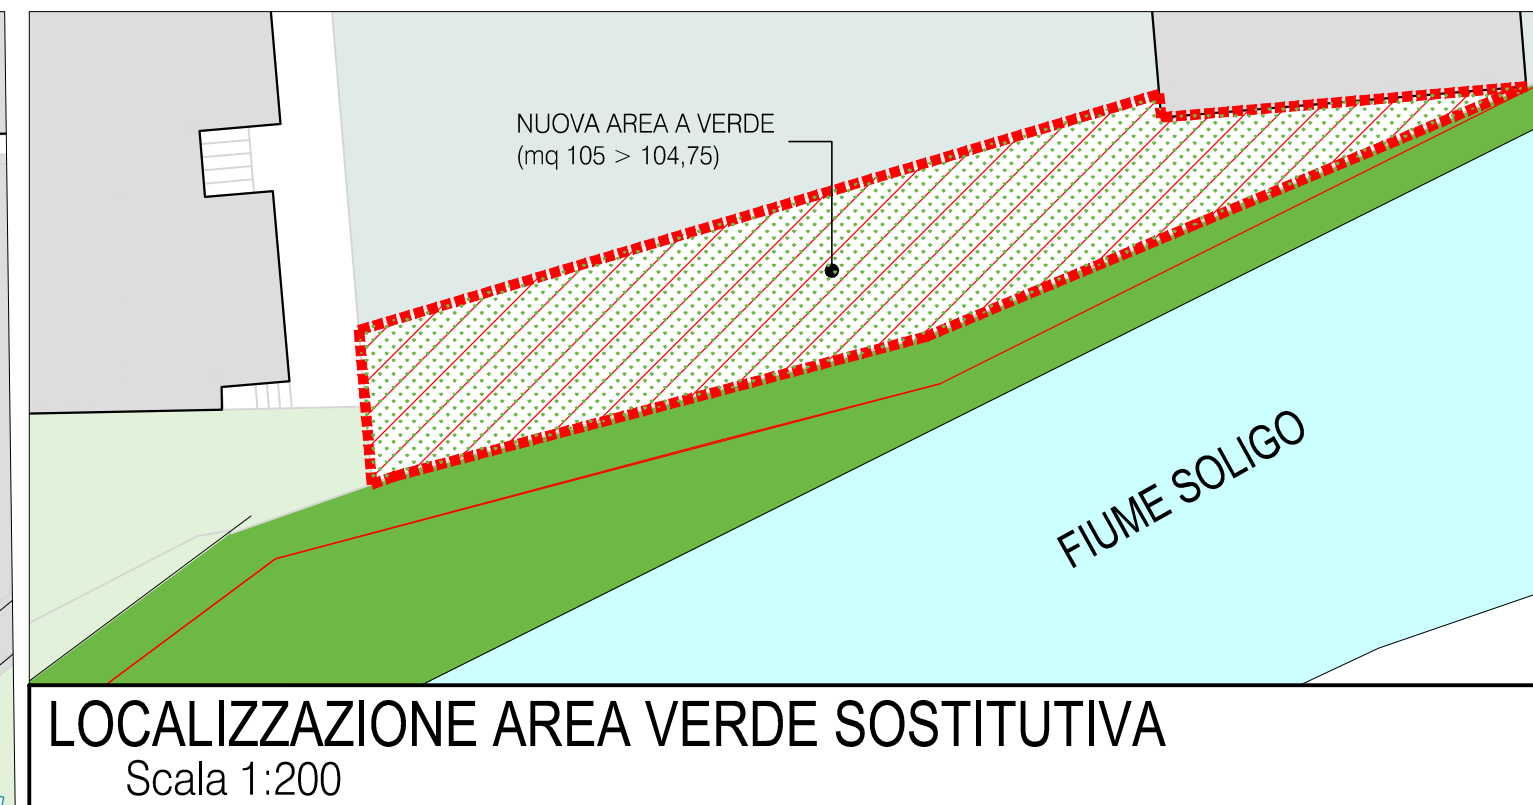 NUOVA AREA A VERDE
(mq 105 > 104,75)
FIUME SOLIGO
LOCALIZZAZIONE AREA VERDE SOSTITUTIVA
Scala 1:200